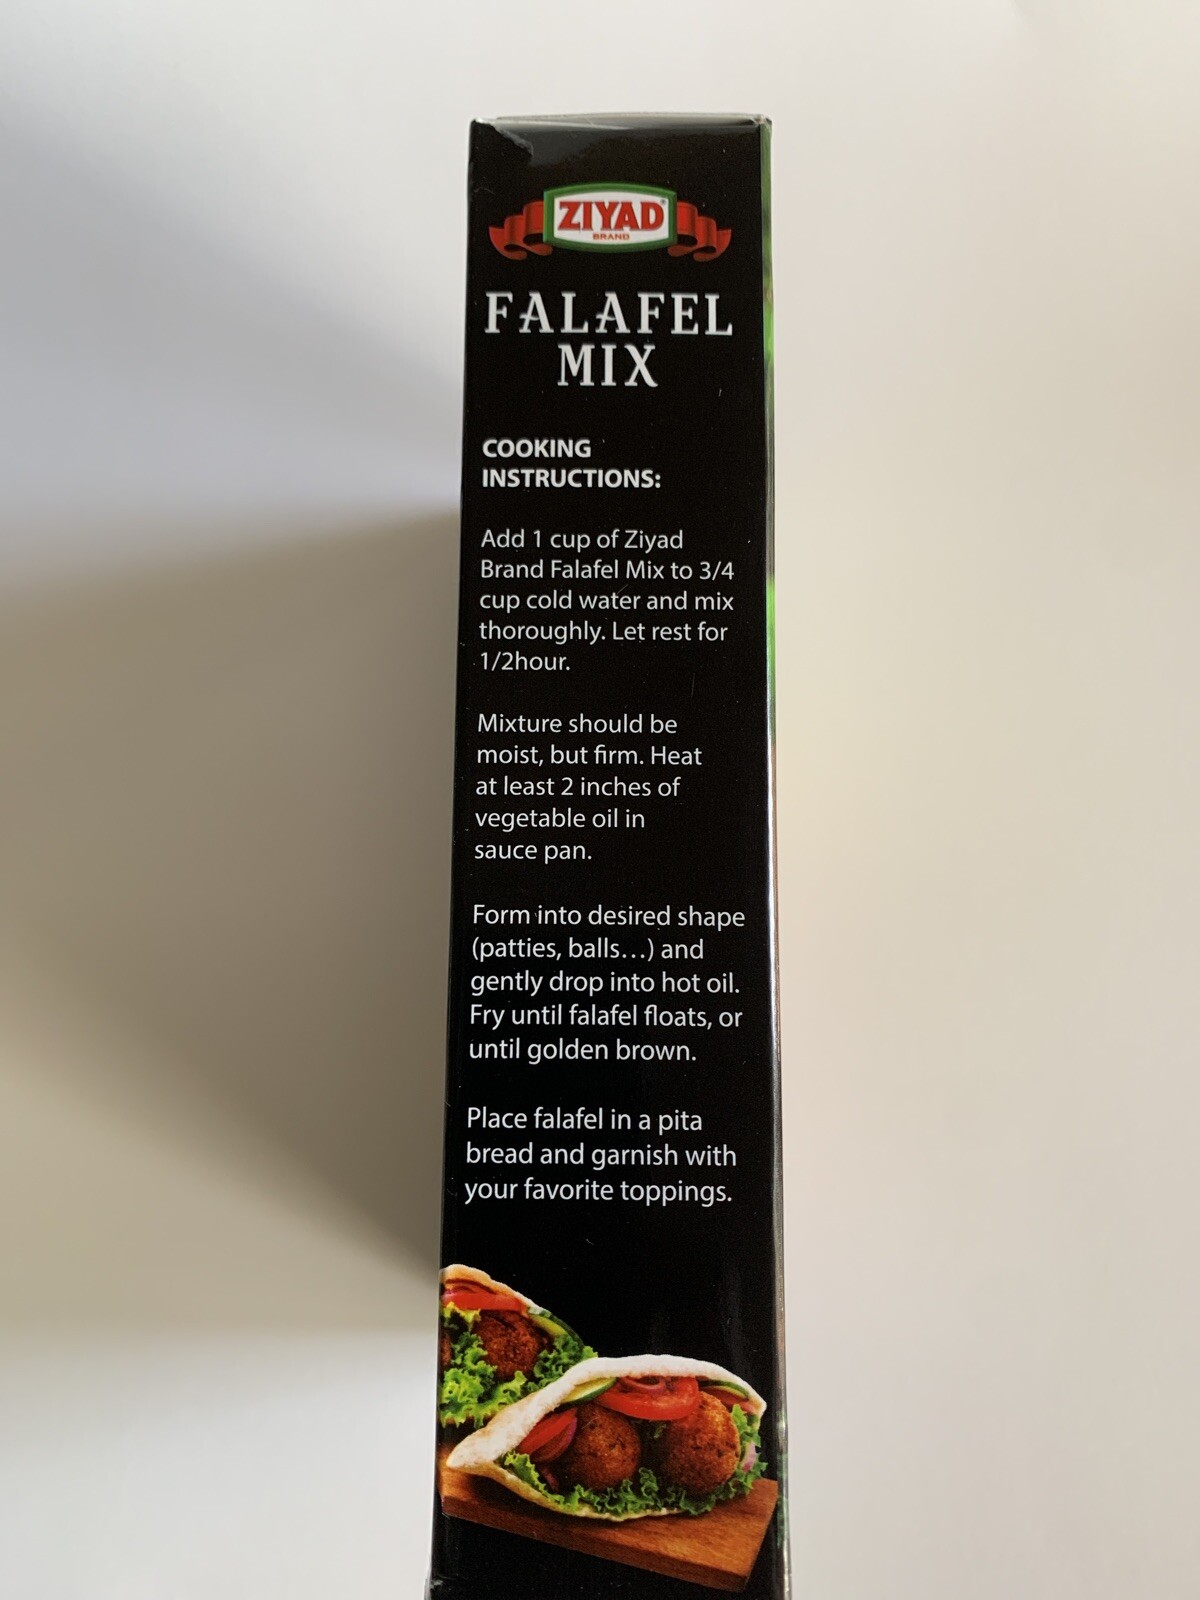 ZIYAD®
BRAND
FALAFEL
MIX
COOKING
INSTRUCTIONS:
Add 1 cup of Ziyad
Brand Falafel Mix to 3/4
cup cold water and mix
thoroughly. Let rest for
1/2hour.
Mixture should be
moist, but firm. Heat
at least 2 inches of
vegetable oil in
sauce pan.
Form into desired shape
(patties, balls...) and
gently drop into hot oil.
Fry until falafel floats, or
until golden brown.
Place falafel in a pita
bread and garnish with
your favorite toppings.